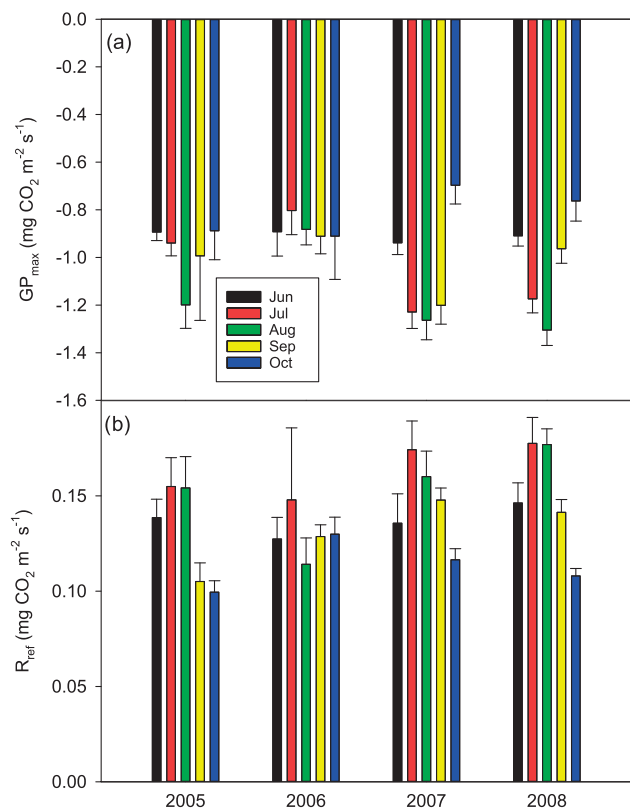 (a)
0.0
-0.2
-0.4
-0.6
-0.8
-1.0
-1.2
-1.4
-1.6
GPmax (mg CO2 m-2 s-1)
Jun
Jul
Aug
Sep
Oct
(b)
0.15
0.10
0.05
0.00
Rref (mg CO2 m-2 s-1)
2005 2006 2007 2008